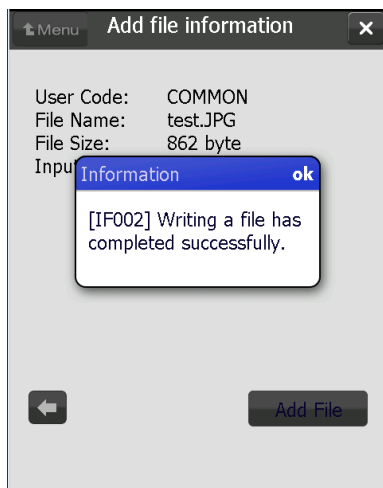 Menu Add file information
User Code: COMMON
File Name: test.JPG
File Size: 862 byte
Information ok
[IF002] Writing a file has
completed successfully.
Add File